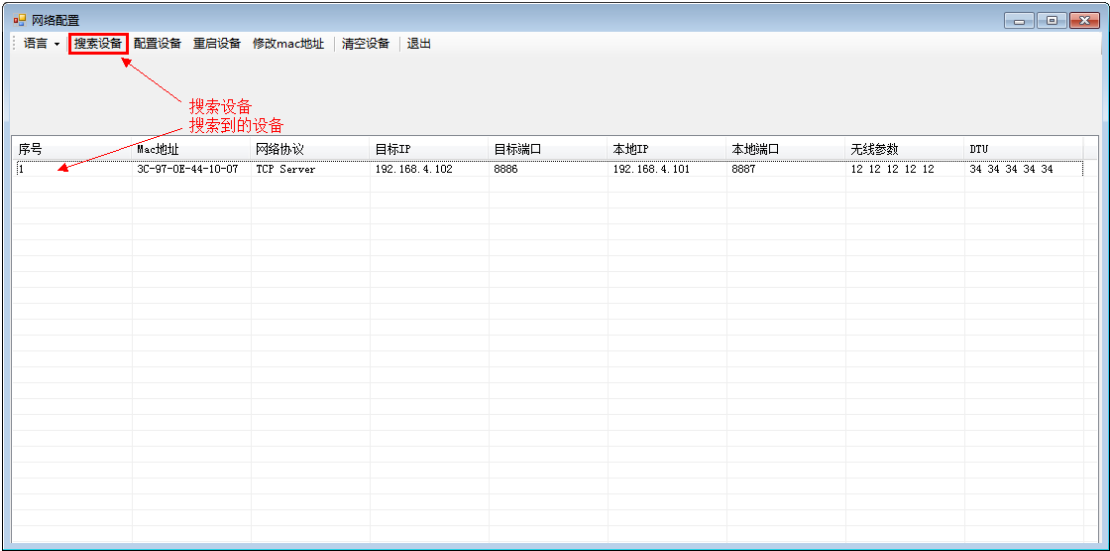 网络配置
语言 搜索设备 配置设备 重启设备 修改mac地址 清空设备 退出
搜索设备
搜索到的设备
序号 Mac地址 网络协议 目标IP 目标端口 本地IP 本地端口 无线参数 DTU
1 3C-97-0E-44-10-07 TCP Server 192.168.4.102 8886 192.168.4.101 8887 12 12 12 12 12 34 34 34 34 34